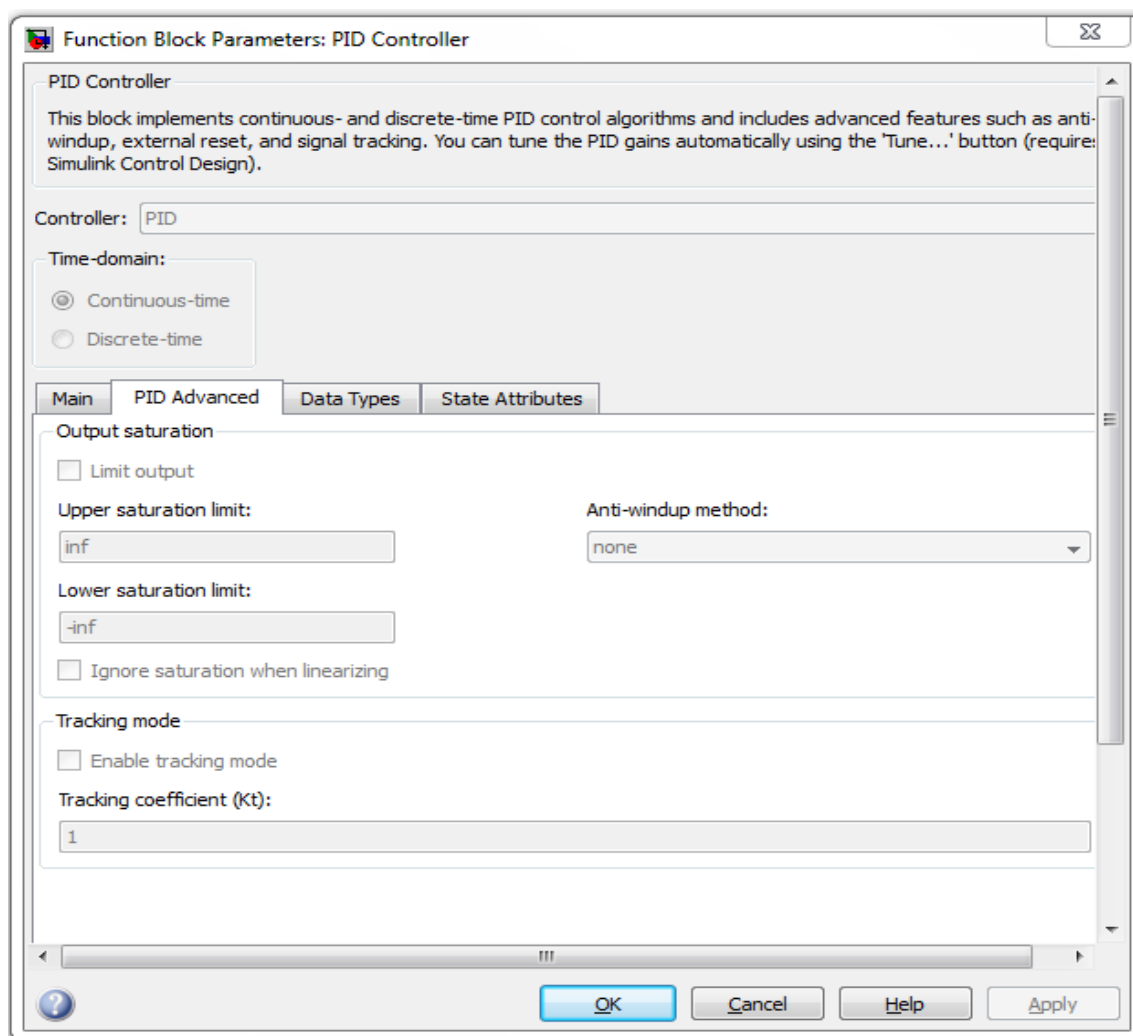 Function Block Parameters: PID Controller
PID Controller
This block implements continuous- and discrete-time PID control algorithms and includes advanced features such as anti-
windup, external reset, and signal tracking. You can tune the PID gains automatically using the 'Tune...' button (requires
Simulink Control Design).
Controller: PID
Time-domain:
Continuous-time
Discrete-time
Main PID Advanced Data Types State Attributes
Output saturation
Limit output
Upper saturation limit: Anti-windup method:
inf none
Lower saturation limit:
-inf
Ignore saturation when linearizing
Tracking mode
Enable tracking mode
Tracking coefficient (Kt):
1
OK Cancel Help Apply